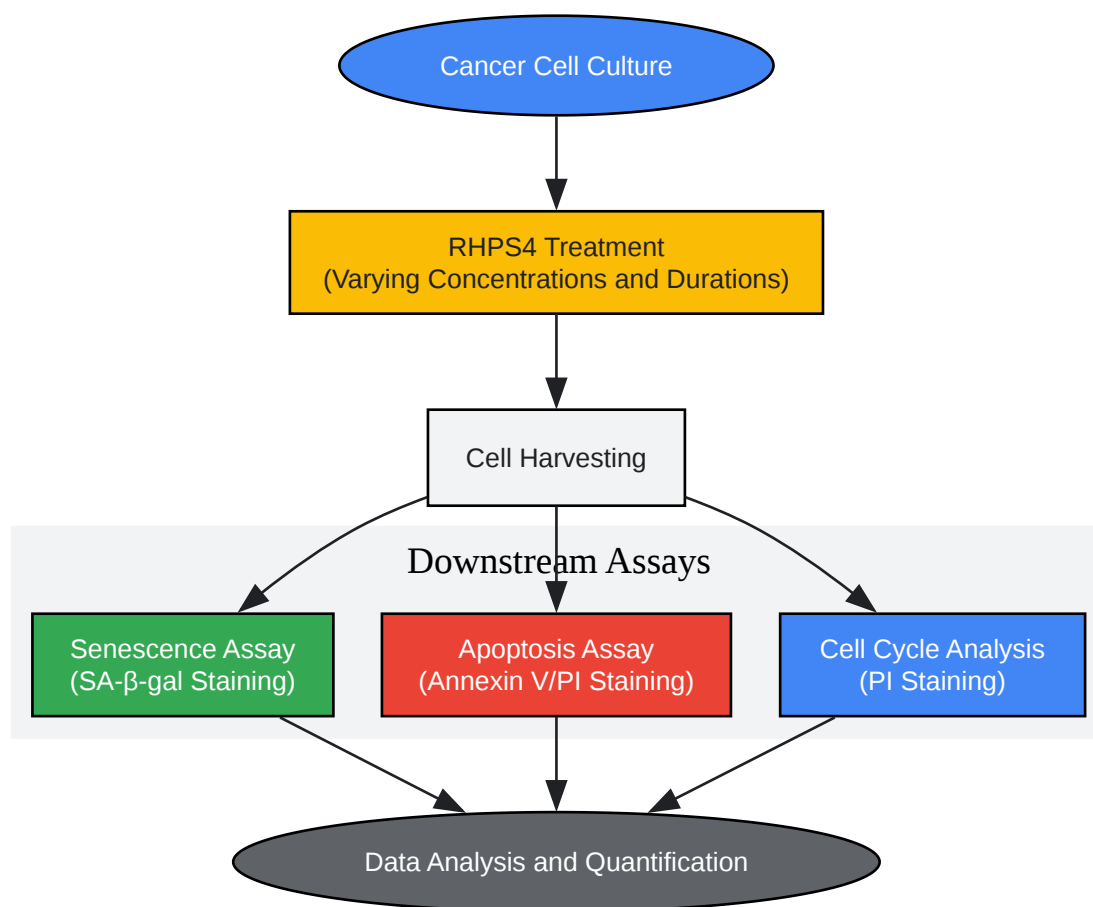 Cancer Cell Culture
RHPS4 Treatment
(Varying Concentrations and Durations)
Cell Harvesting
Downstream Assays
Senescence Assay
(SA-β-gal Staining)
Apoptosis Assay
(Annexin V/PI Staining)
Cell Cycle Analysis
(PI Staining)
Data Analysis and Quantification